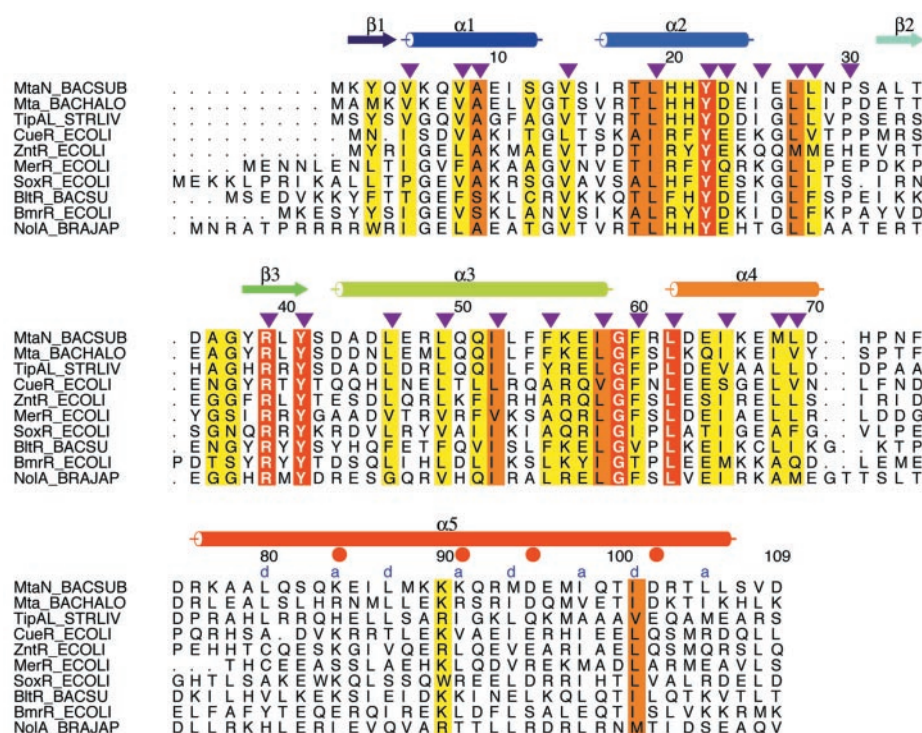 β1 α1 α2 β2
10 20 30
MtaN_BACSUB . . . . . . . . . M K Y Q V K Q V A E I S G V S I R T L H H Y D N I E L L N P S A L T
Mta_BACHALO . . . . . . . . . M A M K V K E V A E L V G T S V R T L H H Y D E I G L L N P D E T T
TipAL_STRLIV . . . . . . . . . M S Y S V G Q V A G F A G V T V R T L H H Y D D I G L L V P S E R S
CueR_ECOLI . . . . . . . . . . M N . I S D V A K I T G L T S K A I R F Y E E K G L V T P P M R S
ZntR_ECOLI . . . . . . . . . . M Y R I G E L A K M A E V T P D T I R Y Y E K Q Q M M E H E V R T
MerR_ECOLI . . . . M E N N L E N L T I G V F A K A A G V N V E T I R F Y Q R K G L L P E P D K P
SoxR_ECOLI M E K K L P R I K A L L T P G E V A K R S G V A V S A L H F Y E S K G L I T S . I R N
BltR_BACSU . . . M S E D V K K Y F T T G E F S K L C R V K K Q T L F H Y D E I G L F S P E I K K
BmrR_ECOLI . . . . . . M K E S Y Y S I G E V S K L A N V S I K A L R Y Y D K I D L F K P A Y V D
NolA_BRAJAP . M N R A T P R R R R W R I G E L A E A T G V T V R T L H H Y E H T G L L A A T E R T
β3 α3 α4
40 50 60 70
MtaN_BACSUB . D A G Y R L Y S D A D L E R L Q Q I L F F K E I G F R L D E I K E M L D . . H P N F
Mta_BACHALO . E A G Y R L Y S D A D L E M L Q Q I L F F K E L G F P L K Q I K E I V Y . . S P T F
TipAL_STRLIV . H A G H R R Y S D A D L D R L Q Q I L F Y R E L G F P L D E V A A L L D . . D P A A
CueR_ECOLI . E N G Y R T Y T Q Q H L N E L T L L R Q A R Q V G F N L E E S G E L V N . . L F N D
ZntR_ECOLI . E G G F R L Y T E S D L Q R L K F I R H A R Q L G F S L E S I R E L L S . . I R I D
MerR_ECOLI . Y G S I R R Y G A A D V T R V R F V K S A Q R L G F S L D E I A E L L R . . L D D G
SoxR_ECOLI . S G N Q R R Y K R D V L R Y V A I I K I A Q R I G I P L A T I G E A F G . . V L P E
BltR_BACSU . E N G Y R Y Y S Y H Q F E T F Q V I S L F K E L G V P L K E I K C L I K G . . K T P
BmrR_ECOLI P D T S Y R Y Y T D S Q L I H L D L I K S L K Y I G T P L E E M K K A Q D . . L E M E
NolA_BRAJAP . E G G H R M Y D R E S G Q R V H Q I R A L R E L G F S L V E I R K A M E G T T S L T
α5
80 90 100 109
d a d a d a d a
MtaN_BACSUB D R K A A L Q S Q K E I L M K K K Q R M D E M I Q T I D R T L L S V D
Mta_BACHALO D R L E A L S L H R N M L L E K R S R I D Q M V E T I D K T I K H L K
TipAL_STRLIV D P R A H L R R Q H E L L S A R I G K L Q K M A A A V E Q A M E A R S
CueR_ECOLI P Q R H S A . D V K R R T L E K V A E I E R H I E E L Q S M R D Q L L
ZntR_ECOLI P E H H T C Q E S K G I V Q E R L Q E V E A R I A E L Q S M Q R S L Q
MerR_ECOLI . . . T H C E E A S S L A E H K L Q D V R E K M A D L A R M E A V L S
SoxR_ECOLI G H T L S A K E W K Q L S S Q W R E E L D R R I H T L V A L R D E L D
BltR_BACSU D K I L H V L K E K S I E I D K K I N E L K Q L Q T I L Q T K V T L T
BmrR_ECOLI E L F A F Y T E Q E R Q I R E K L D F L S A L E Q T I S L V K K R M K
NolA_BRAJAP D L L R K H L E R I E V Q V A R T T L L R D R L R N M T I D S E A Q V